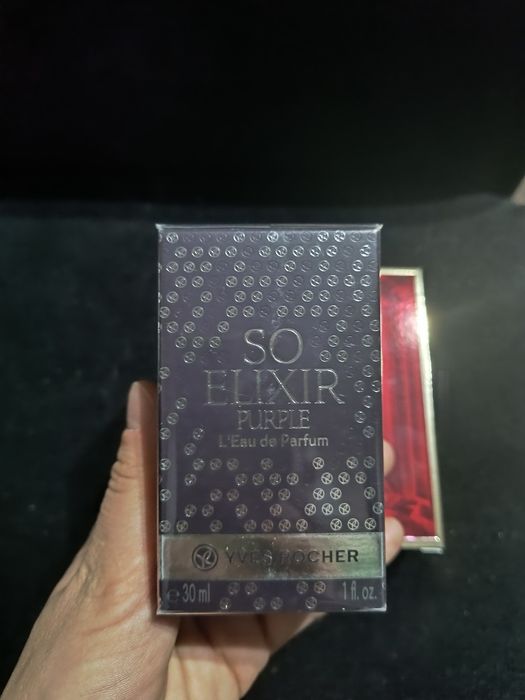 SO
ELIXIR
PURPLE
L'Eau de Parfum
YVES ROCHER
℮ 30 ml 1 fl. oz.